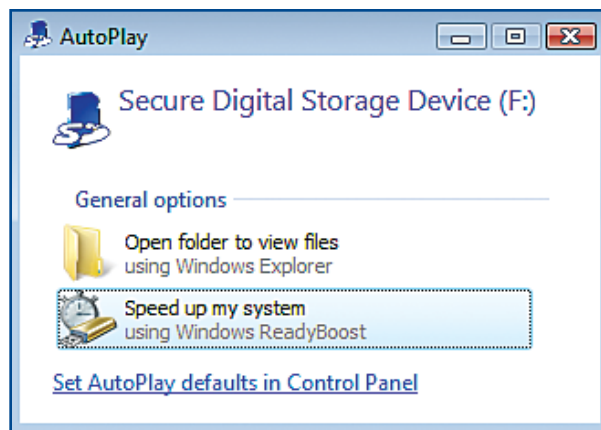 AutoPlay
Secure Digital Storage Device (F:)
General options
Open folder to view files
using Windows Explorer
Speed up my system
using Windows ReadyBoost
Set AutoPlay defaults in Control Panel